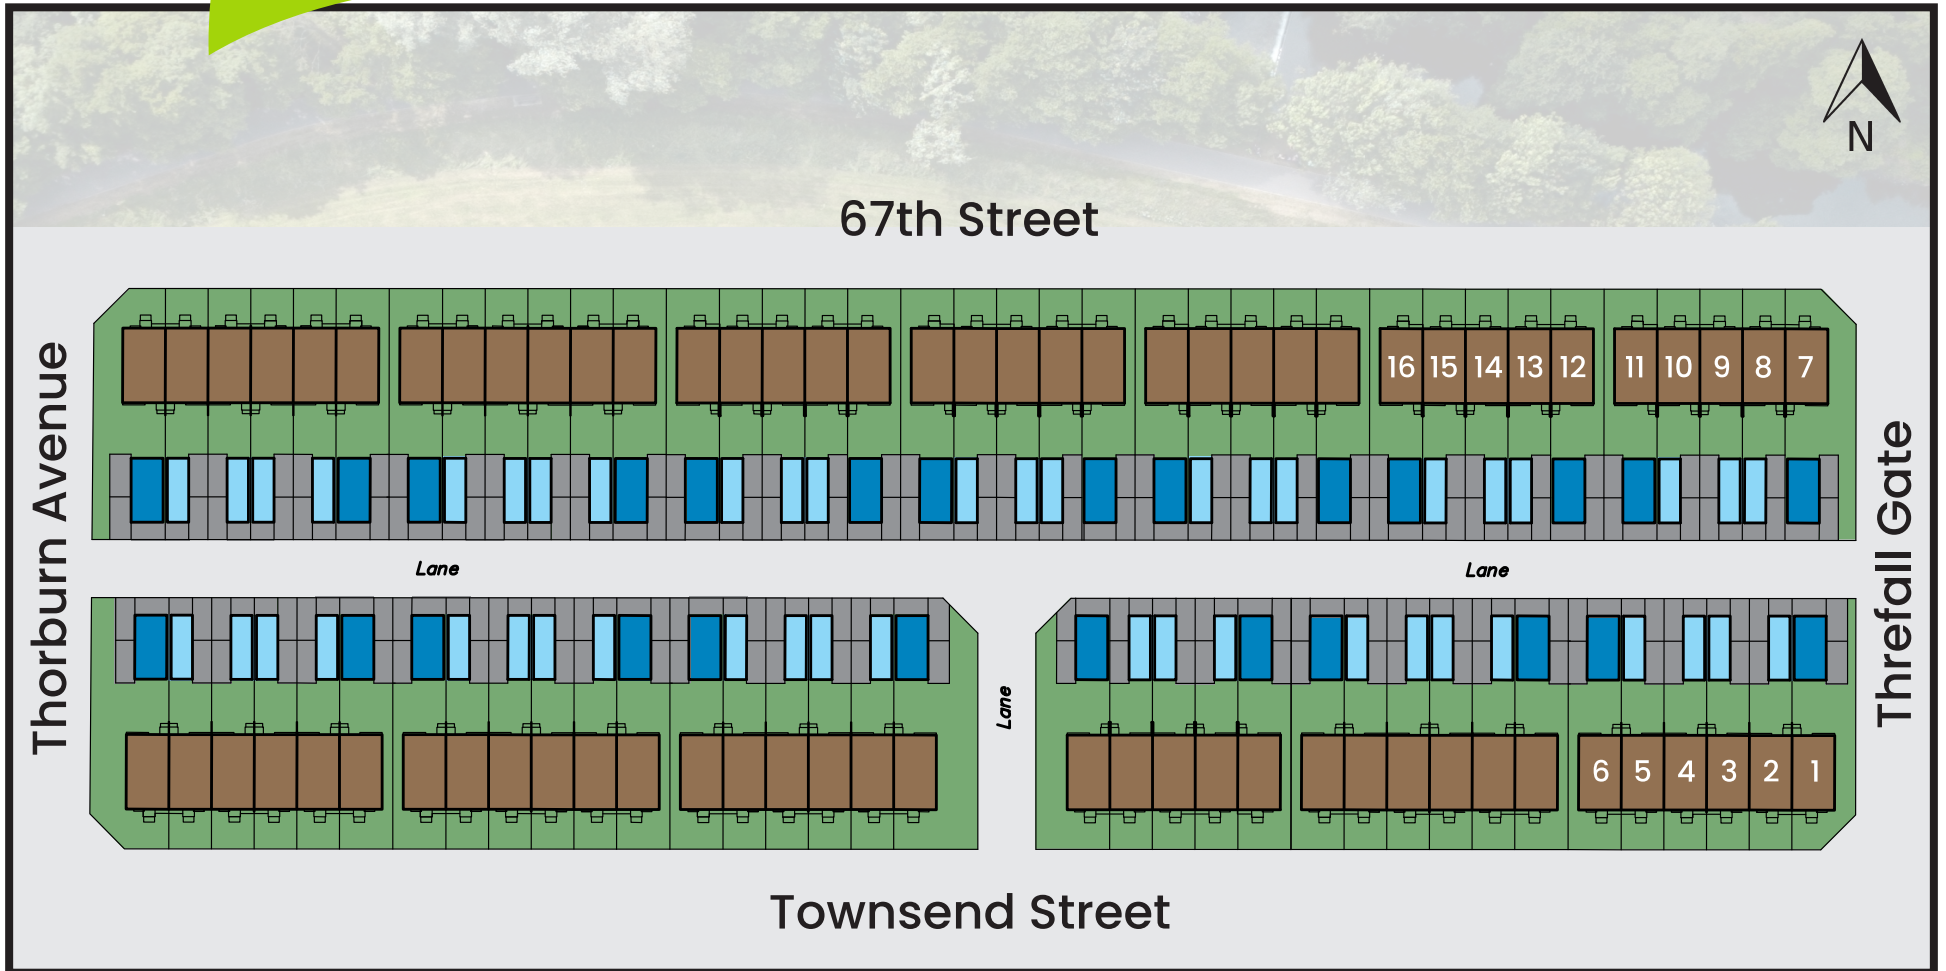 N
67th Street
Thorburn Avenue
Threfall Gate
16 15 14 13 12 11 10 9 8 7
Lane
Lane
Lane
6 5 4 3 2 1
Townsend Street